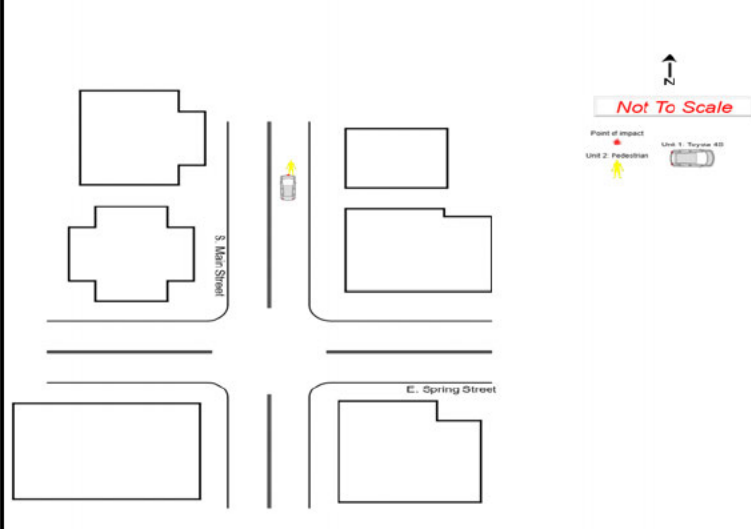 N
Not To Scale
Point of impact
Unit 2: Pedestrian
Unit 1: Toyota 4D
S. Main Street
E. Spring Street